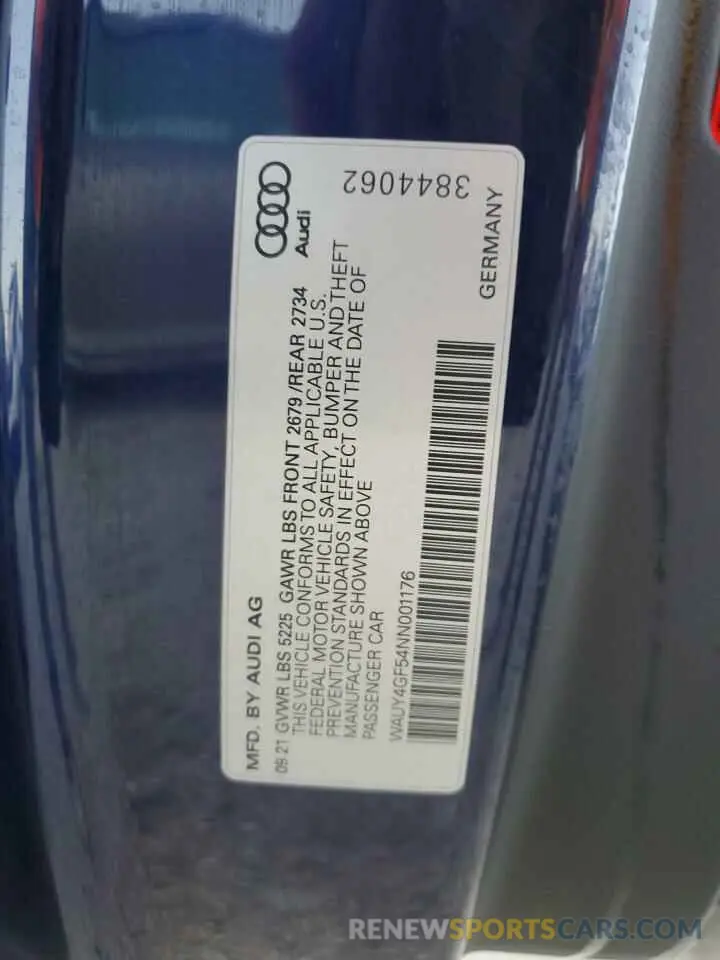 MFD. BY AUDI AG
Audi
09.21 GVWR LBS 5225 GAWR LBS FRONT 2679 /REAR 2734
THIS VEHICLE CONFORMS TO ALL APPLICABLE U.S.
FEDERAL MOTOR VEHICLE SAFETY, BUMPER AND THEFT
PREVENTION STANDARDS IN EFFECT ON THE DATE OF
MANUFACTURE SHOWN ABOVE
PASSENGER CAR
WAUY4GF54NN001176
GERMANY
3844062
RENEWSPORTSCARS.COM